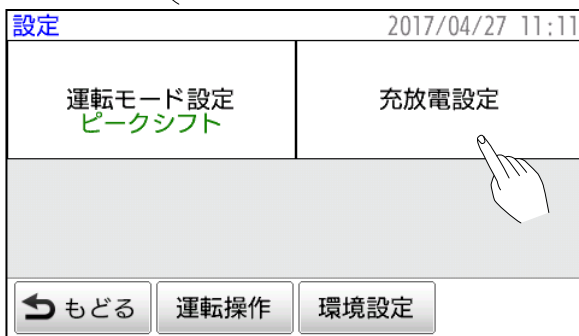 設定 2017/04/27 11:11
運転モード設定
ピークシフト
充放電設定
もどる 運転操作 環境設定